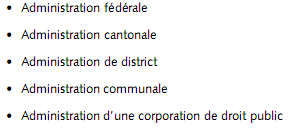 • Administration fédérale
• Administration cantonale
• Administration de district
• Administration communale
• Administration d'une corporation de droit public